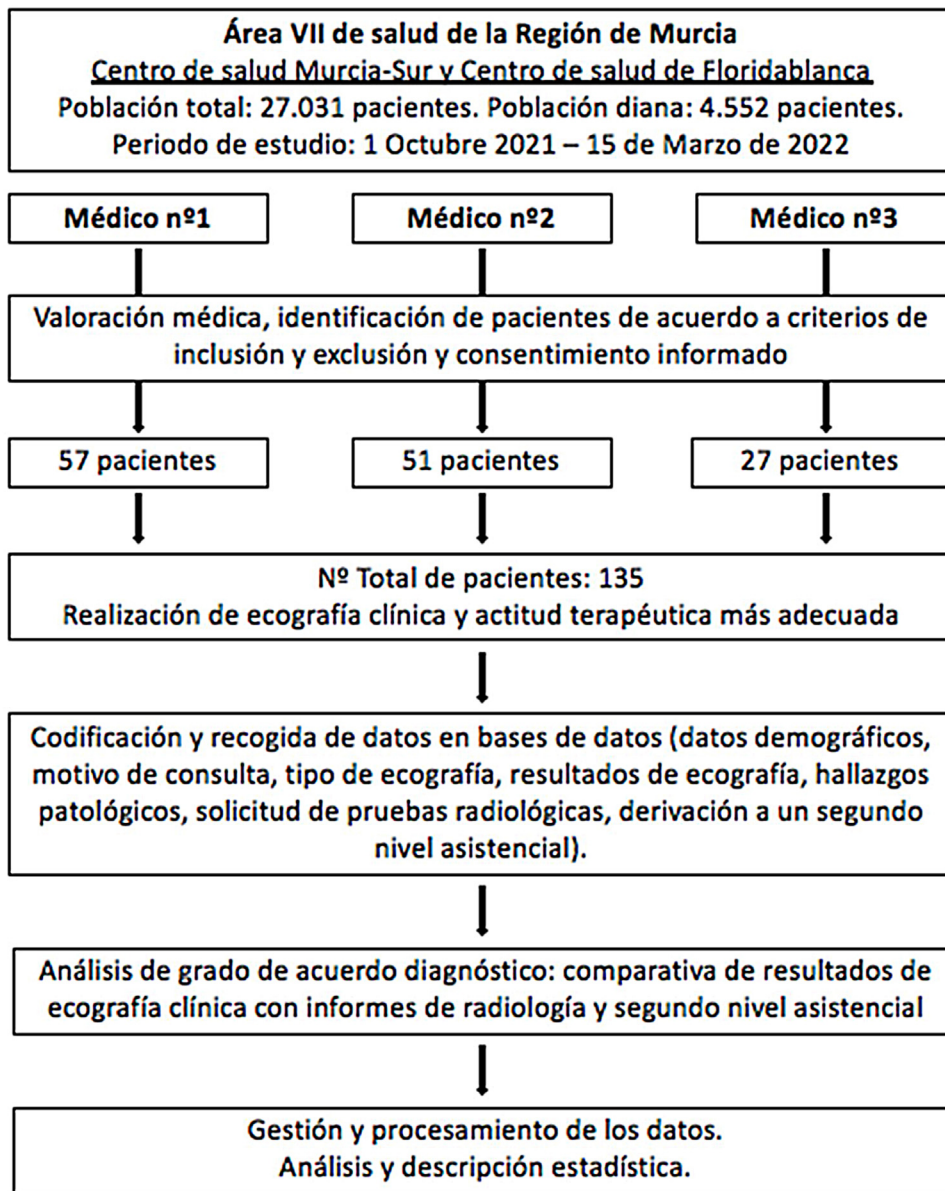 Área VII de salud de la Región de Murcia
Centro de salud Murcia-Sur y Centro de salud de Floridablanca
Población total: 27.031 pacientes. Población diana: 4.552 pacientes.
Periodo de estudio: 1 Octubre 2021 – 15 de Marzo de 2022
Médico nº1
Médico nº2
Médico nº3
Valoración médica, identificación de pacientes de acuerdo a criterios de
inclusión y exclusión y consentimiento informado
57 pacientes
51 pacientes
27 pacientes
Nº Total de pacientes: 135
Realización de ecografía clínica y actitud terapéutica más adecuada
Codificación y recogida de datos en bases de datos (datos demográficos,
motivo de consulta, tipo de ecografía, resultados de ecografía, hallazgos
patológicos, solicitud de pruebas radiológicas, derivación a un segundo
nivel asistencial).
Análisis de grado de acuerdo diagnóstico: comparativa de resultados de
ecografía clínica con informes de radiología y segundo nivel asistencial
Gestión y procesamiento de los datos.
Análisis y descripción estadística.